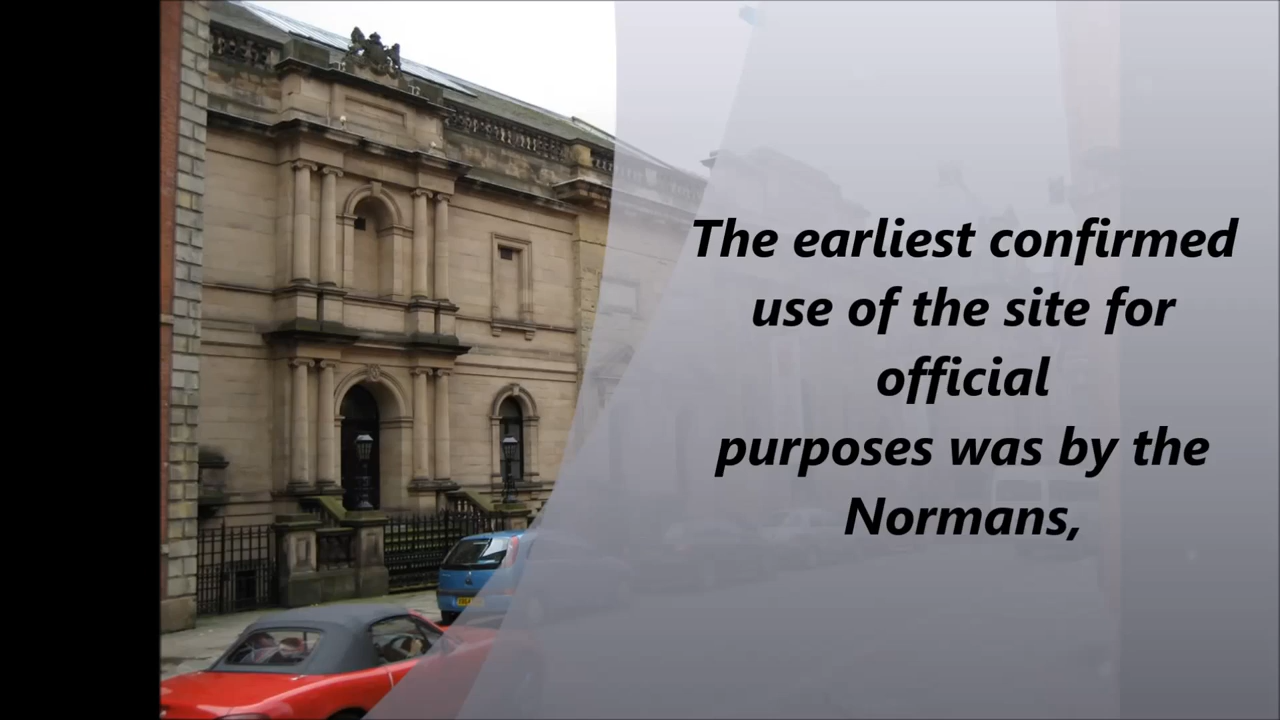 The earliest confirmed
use of the site for
official
purposes was by the
Normans,